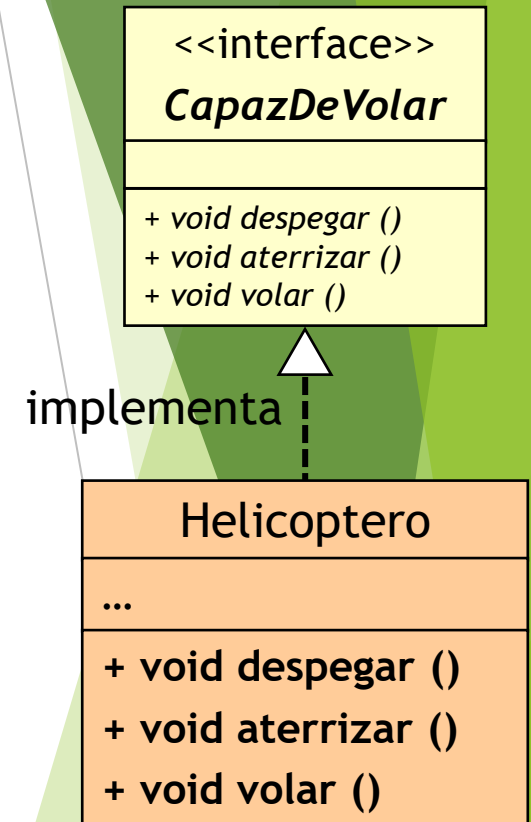 <<interface>>
CapazDeVolar
+ void despegar ()
+ void aterrizar ()
+ void volar ()
implementa
Helicoptero
…
+ void despegar ()
+ void aterrizar ()
+ void volar ()